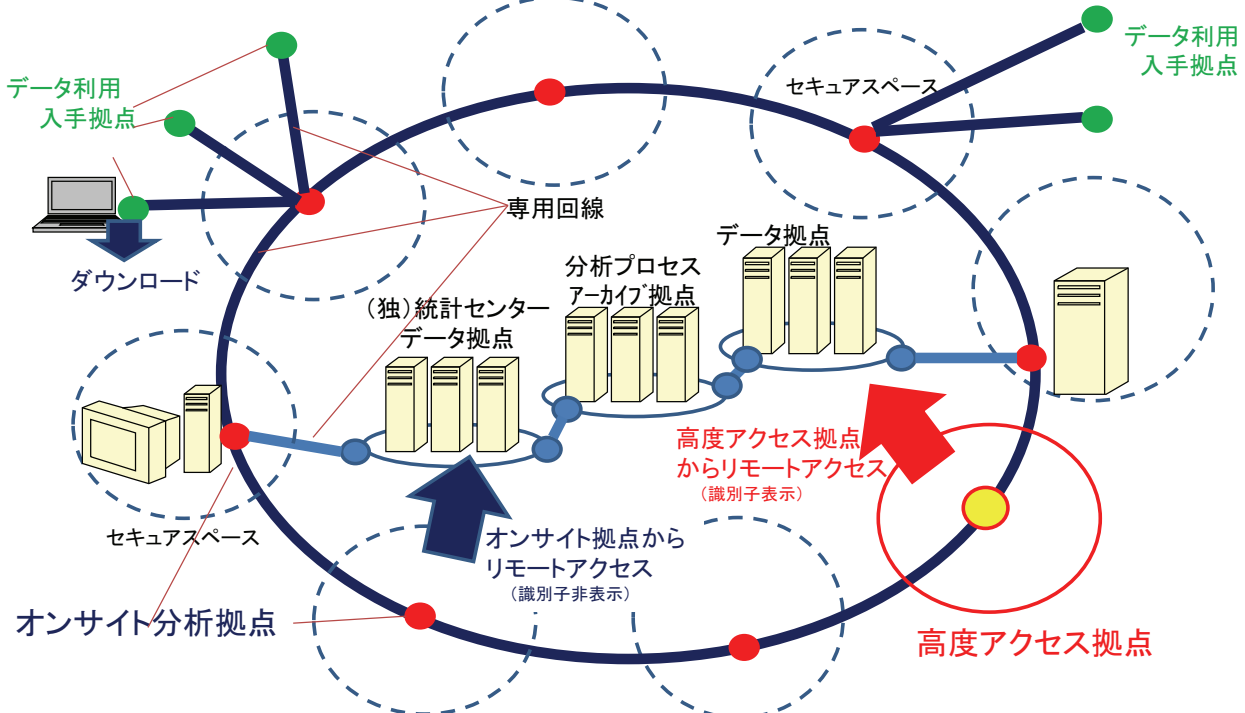 データ利用
入手拠点
セキュアスペース
データ利用
入手拠点
専用回線
ダウンロード
データ拠点
分析プロセス
アーカイブ拠点
(独)統計センター
データ拠点
高度アクセス拠点
からリモートアクセス
(識別子表示)
セキュアスペース
オンサイト拠点から
リモートアクセス
(識別子非表示)
オンサイト分析拠点
高度アクセス拠点